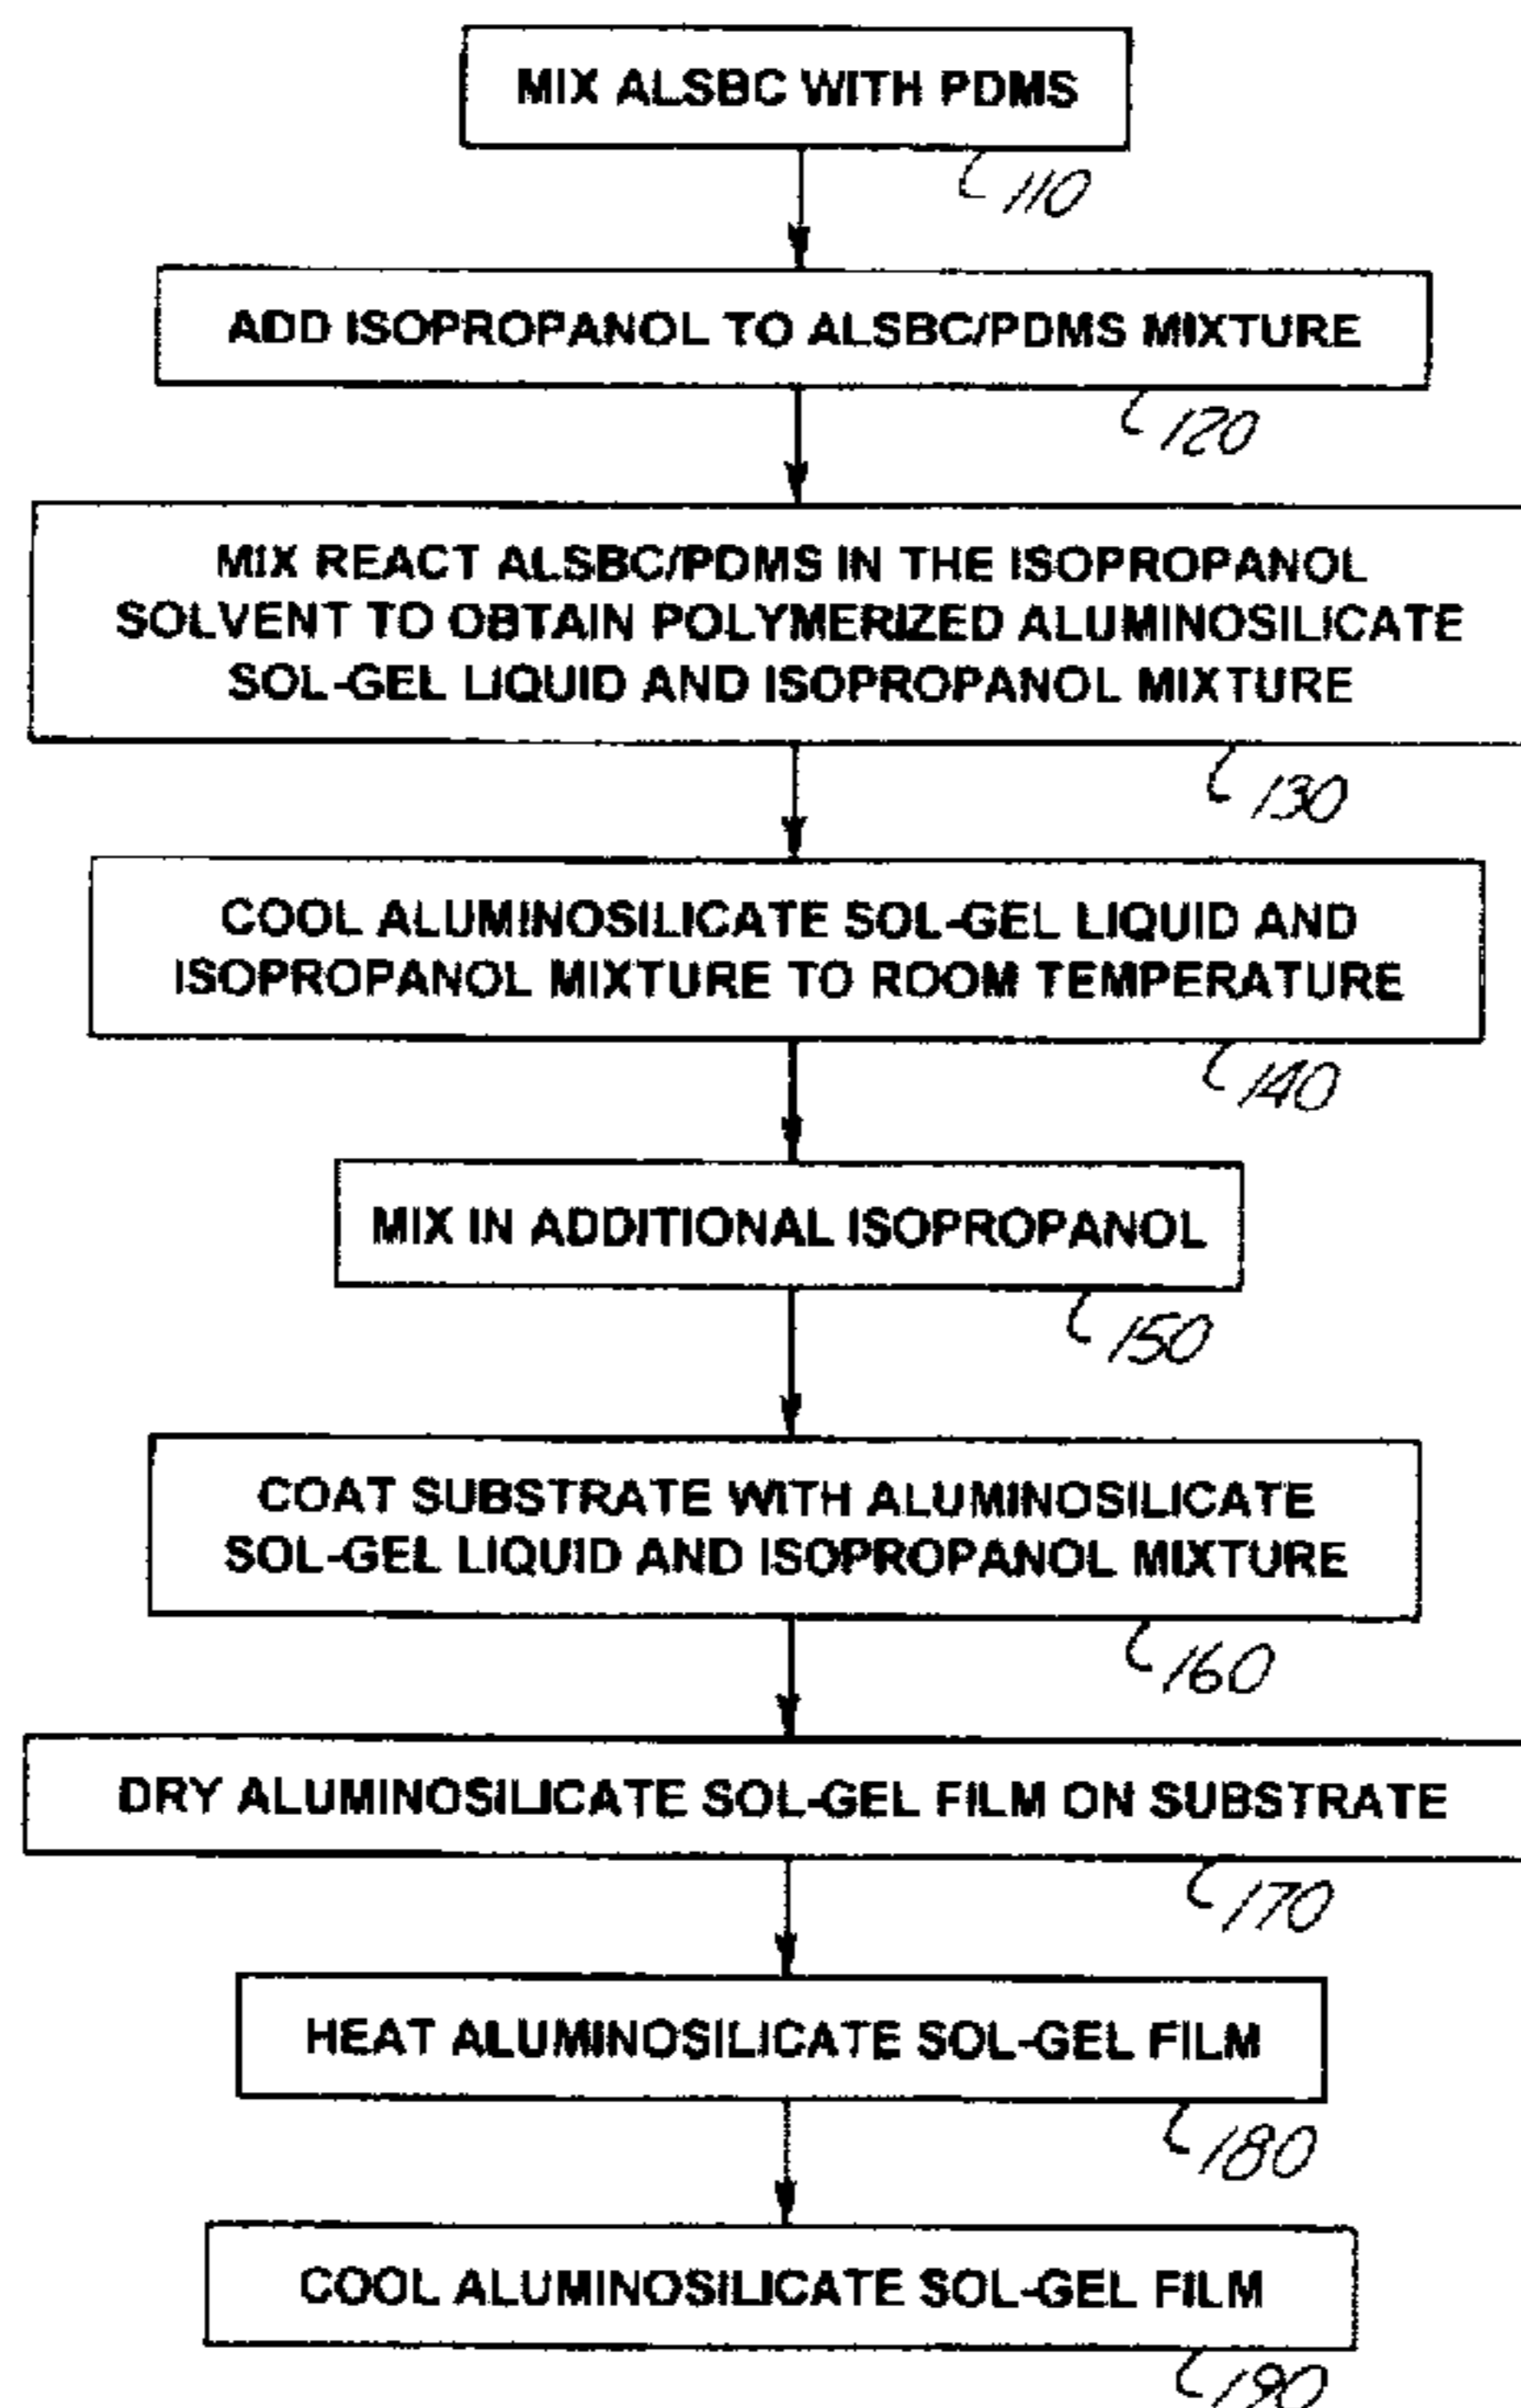 MIX ALSBC WITH PDMS
110
ADD ISOPROPANOL TO ALSBC/PDMS MIXTURE
120
MIX REACT ALSBC/PDMS IN THE ISOPROPANOL
SOLVENT TO OBTAIN POLYMERIZED ALUMINOSILICATE
SOL-GEL LIQUID AND ISOPROPANOL MIXTURE
130
COOL ALUMINOSILICATE SOL-GEL LIQUID AND
ISOPROPANOL MIXTURE TO ROOM TEMPERATURE
140
MIX IN ADDITIONAL ISOPROPANOL
150
COAT SUBSTRATE WITH ALUMINOSILICATE
SOL-GEL LIQUID AND ISOPROPANOL MIXTURE
160
DRY ALUMINOSILICATE SOL-GEL FILM ON SUBSTRATE
170
HEAT ALUMINOSILICATE SOL-GEL FILM
180
COOL ALUMINOSILICATE SOL-GEL FILM
190